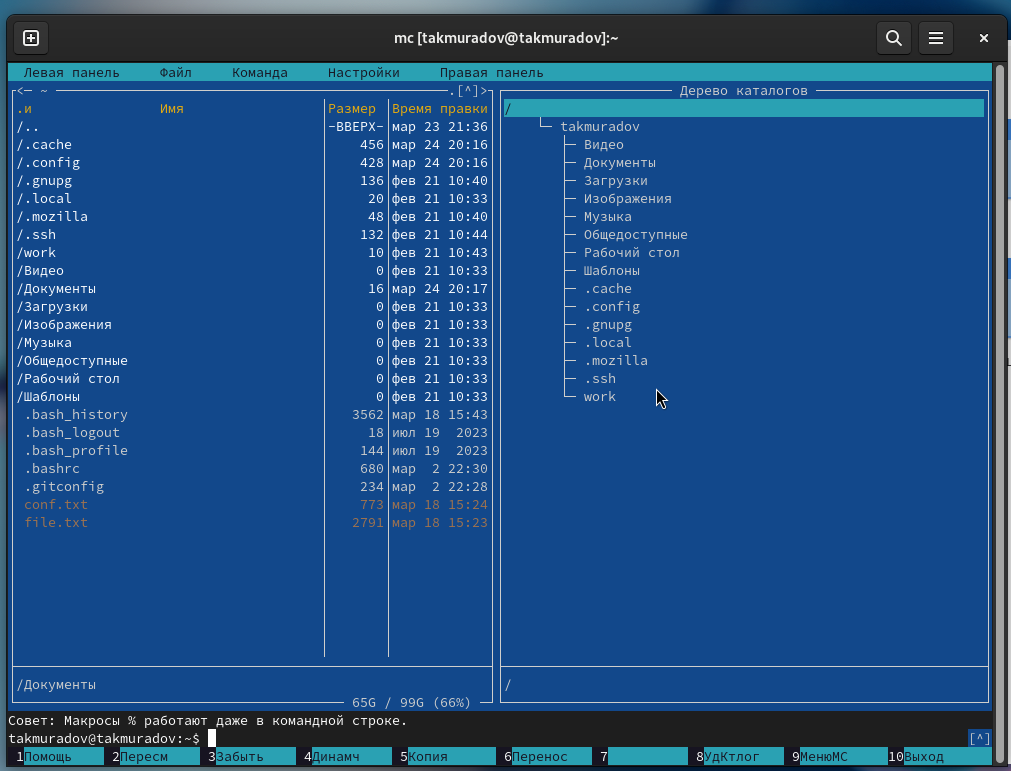 mc [takmuradov@takmuradov]:~
Левая панель Файл Команда Настройки Правая панель
<— ~ .[^]>
.и Имя Размер Время правки
/.. -ВВЕРХ- мар 23 21:36
/.cache 456 мар 24 20:16
/.config 428 мар 24 20:16
/.gnupg 136 фев 21 10:40
/.local 20 фев 21 10:33
/.mozilla 48 фев 21 10:40
/.ssh 132 фев 21 10:44
/work 10 фев 21 10:43
/Видео 0 фев 21 10:33
/Документы 16 мар 24 20:17
/Загрузки 0 фев 21 10:33
/Изображения 0 фев 21 10:33
/Музыка 0 фев 21 10:33
/Общедоступные 0 фев 21 10:33
/Рабочий стол 0 фев 21 10:33
/Шаблоны 0 фев 21 10:33
.bash_history 3562 мар 18 15:43
.bash_logout 18 июл 19 2023
.bash_profile 144 июл 19 2023
.bashrc 680 мар 2 22:30
.gitconfig 234 мар 2 22:28
conf.txt 773 мар 18 15:24
file.txt 2791 мар 18 15:23
/Документы
65G / 99G (66%)
Дерево каталогов
/
takmuradov
Видео
Документы
Загрузки
Изображения
Музыка
Общедоступные
Рабочий стол
Шаблоны
.cache
.config
.gnupg
.local
.mozilla
.ssh
work
/
Совет: Макросы % работают даже в командной строке.
takmuradov@takmuradov:~$ [^]
1Помощь 2Пересм 3Забыть 4Динамч 5Копия 6Перенос 7 8УдКтлог 9МенюMC 10Выход